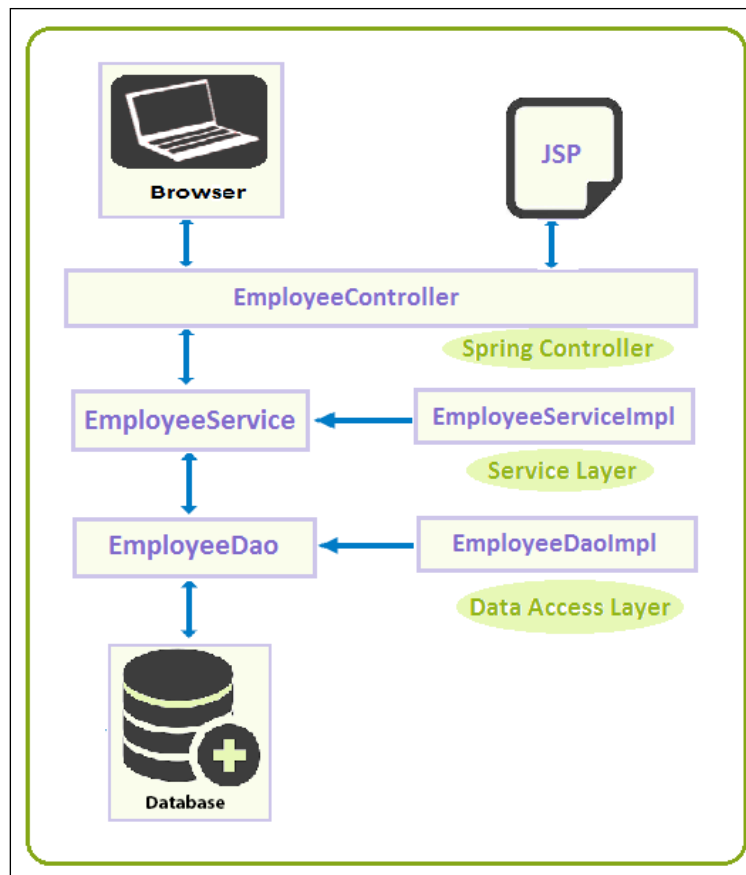 Browser
JSP
EmployeeController
Spring Controller
EmployeeService
EmployeeServiceImpl
Service Layer
EmployeeDao
EmployeeDaoImpl
Data Access Layer
Database